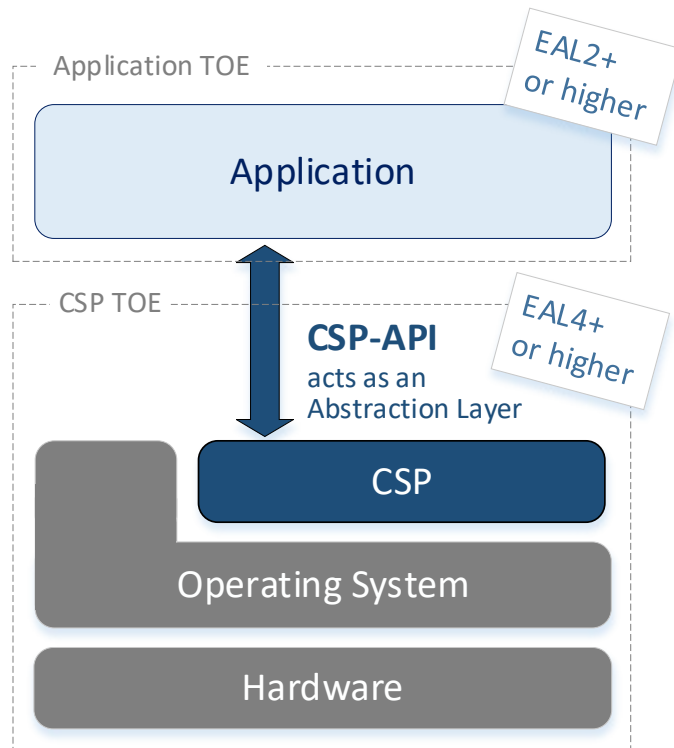 Application TOE
EAL2+
or higher
Application
CSP TOE
EAL4+
or higher
CSP-API
acts as an
Abstraction Layer
CSP
Operating System
Hardware